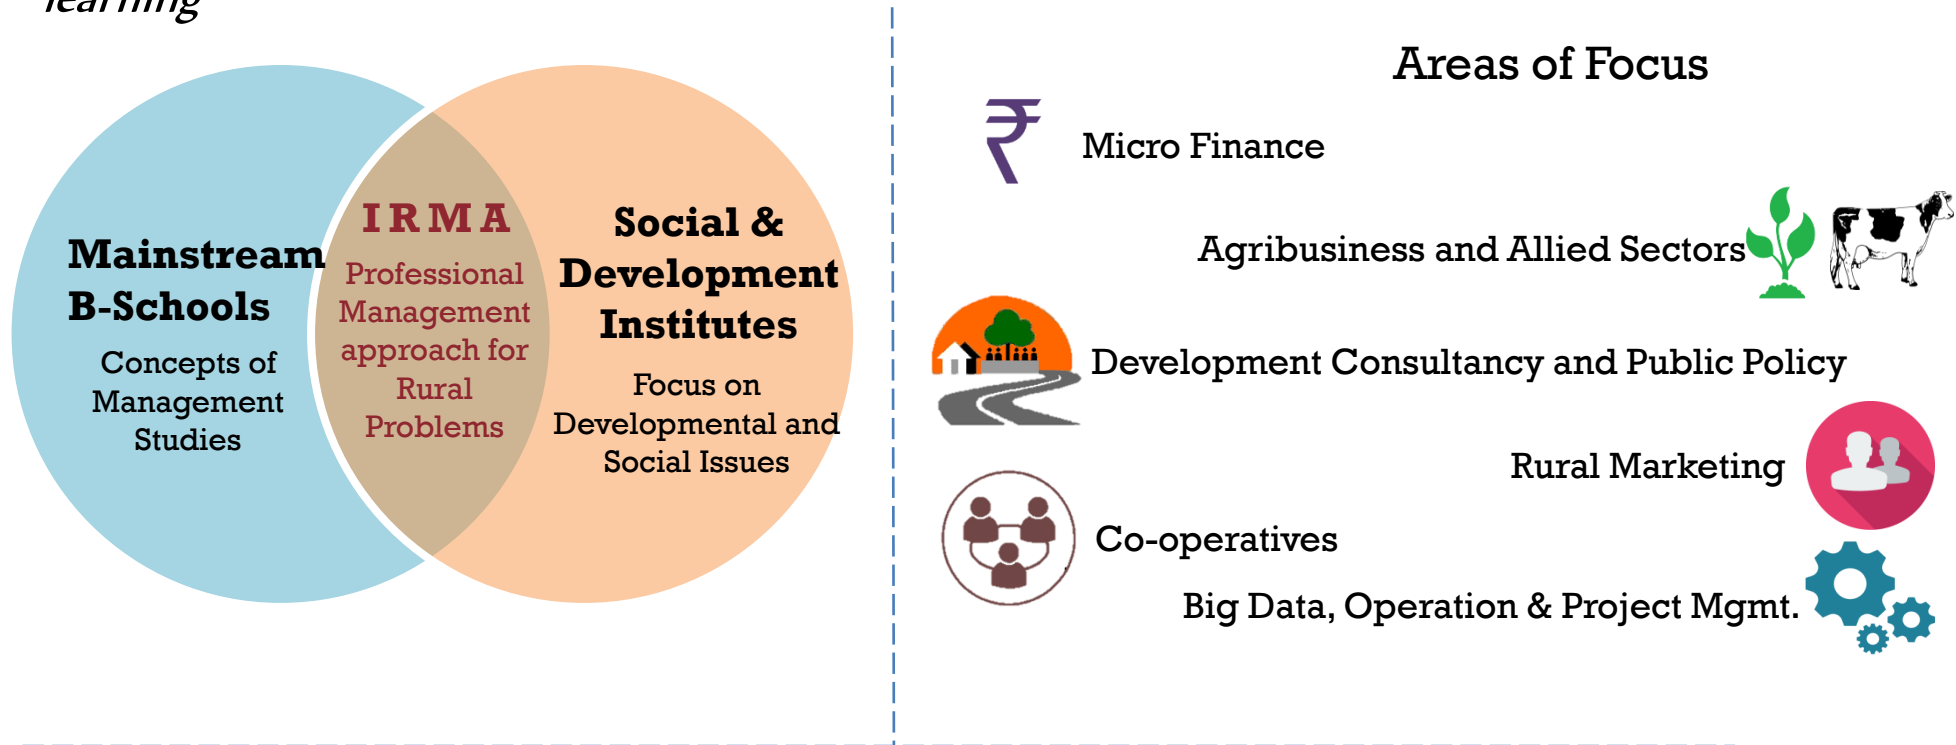 learning
Mainstream
B-Schools
Concepts of
Management
Studies
IRMA
Professional
Management
approach for
Rural
Problems
Social &
Development
Institutes
Focus on
Developmental and
Social Issues
Areas of Focus
Micro Finance
Agribusiness and Allied Sectors
Development Consultancy and Public Policy
Rural Marketing
Co-operatives
Big Data, Operation & Project Mgmt.